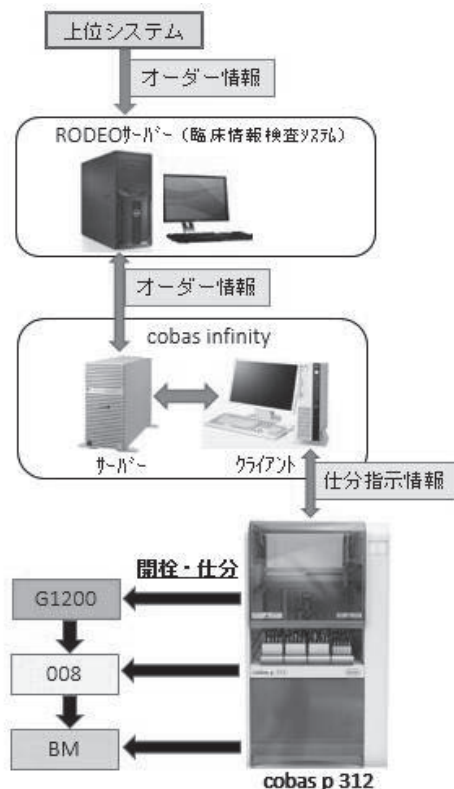 上位システム
オーダー情報
RODEOｻｰﾊﾞｰ（臨床情報検査ｼｽﾃﾑ）
オーダー情報
cobas infinity
ｻｰﾊﾞｰ
ｸﾗｲｱﾝﾄ
仕分指示情報
開栓・仕分
G1200
008
BM
cobas p 312
cobas p 312